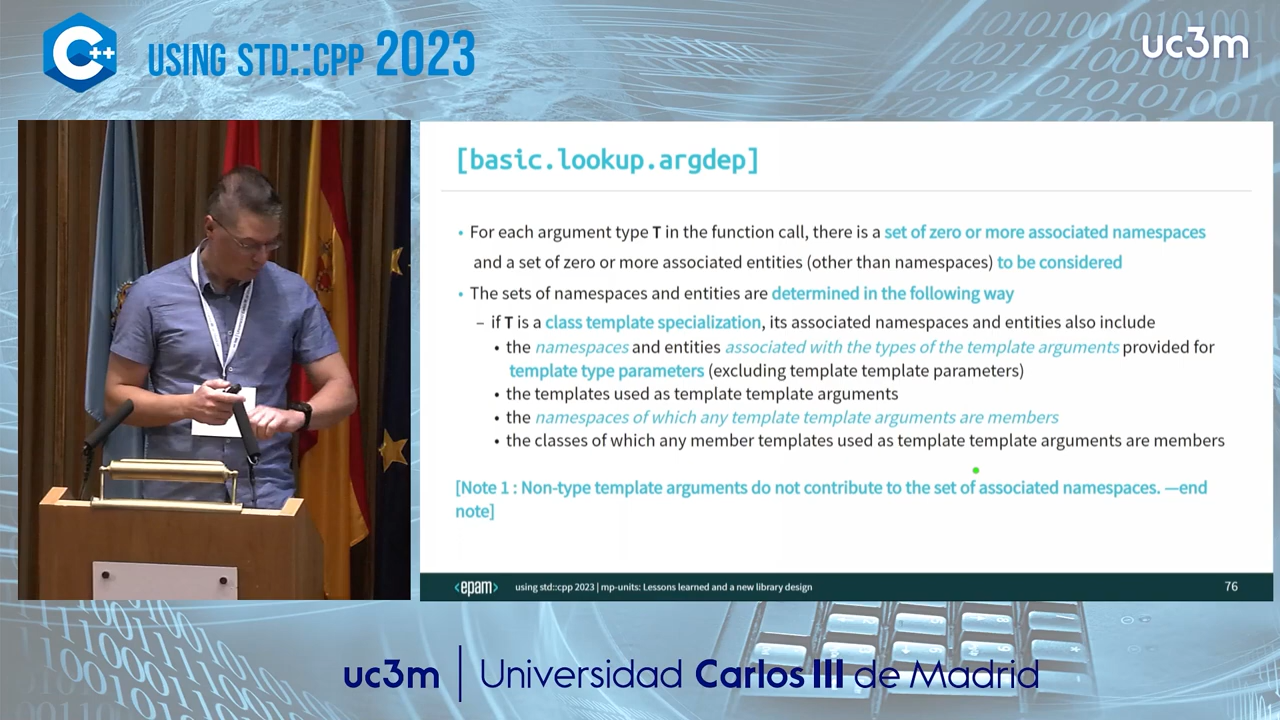 C++
USING STD::CPP 2023
uc3m
[basic.lookup.argdep]
• For each argument type T in the function call, there is a set of zero or more associated namespaces
and a set of zero or more associated entities (other than namespaces) to be considered
• The sets of namespaces and entities are determined in the following way
– if T is a class template specialization, its associated namespaces and entities also include
• the namespaces and entities associated with the types of the template arguments provided for
template type parameters (excluding template template parameters)
• the templates used as template template arguments
• the namespaces of which any template template arguments are members
• the classes of which any member templates used as template template arguments are members
[Note 1 : Non-type template arguments do not contribute to the set of associated namespaces. —end
note]
<epam> using std::cpp 2023 | mp-units: Lessons learned and a new library design 76
uc3m | Universidad Carlos III de Madrid